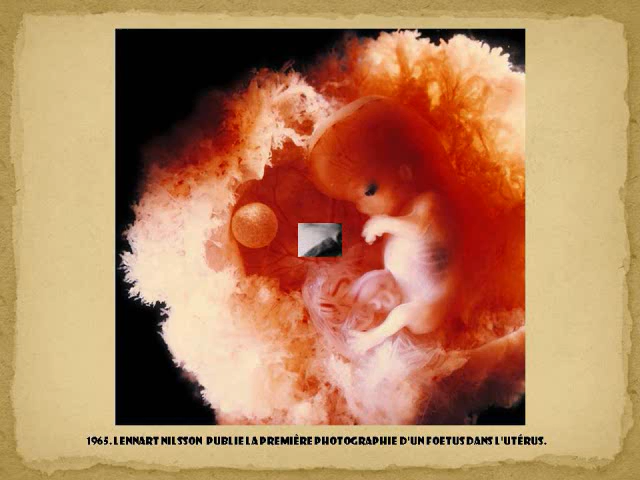 1965. LENNART NILSSON PUBLIE LA PREMIÈRE PHOTOGRAPHIE D'UN FOETUS DANS L'UTÉRUS.